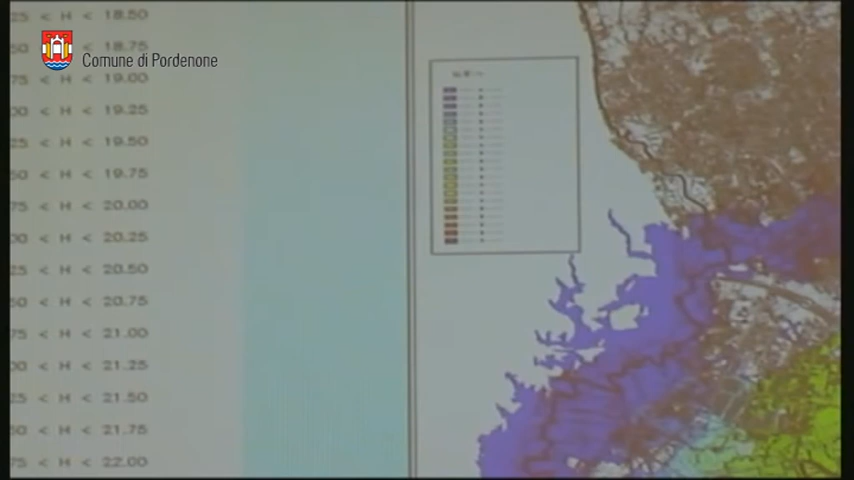 25 < H < 18.50
50 < H < 18.75
Comune di Pordenone
75 < H < 19.00
00 < H < 19.25
25 < H < 19.50
50 < H < 19.75
75 < H < 20.00
00 < H < 20.25
25 < H < 20.50
50 < H < 20.75
75 < H < 21.00
00 < H < 21.25
25 < H < 21.50
50 < H < 21.75
75 < H < 22.00